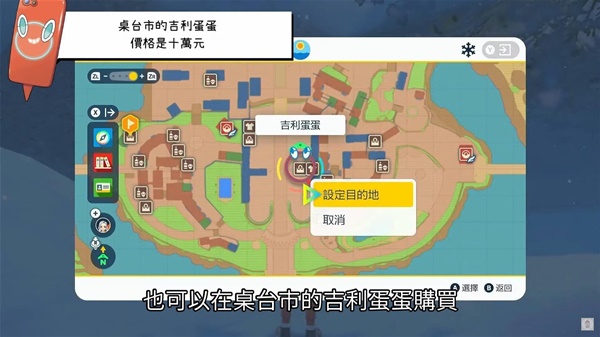 桌台市的吉利蛋蛋
價格是十萬元
ZL
ZR
Y
X
吉利蛋蛋
設定目的地
取消
N
也可以在桌台市的吉利蛋蛋購買
A 選擇 B 返回